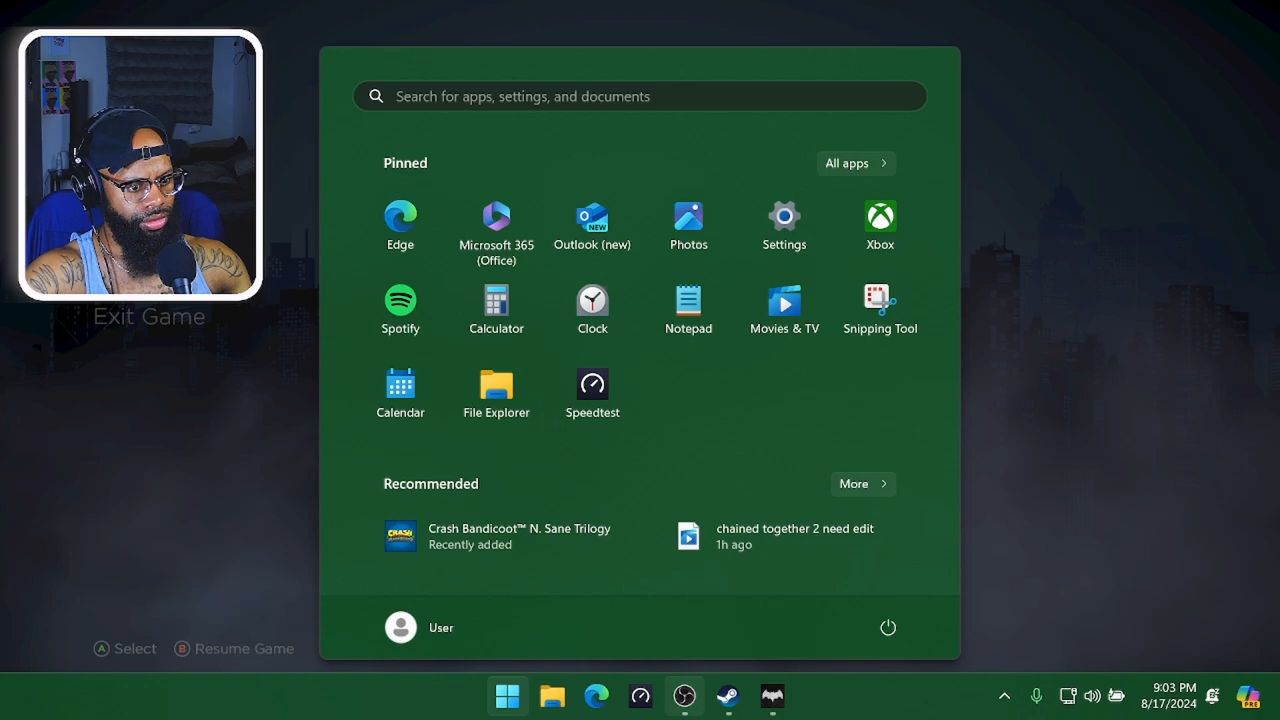 Search for apps, settings, and documents
Pinned
All apps
Edge
Microsoft 365
(Office)
NEW
Outlook (new)
Photos
Settings
Xbox
Spotify
Calculator
Clock
Notepad
Movies & TV
Snipping Tool
Calendar
File Explorer
Speedtest
Exit Game
Recommended
More
CRASH
Crash Bandicoot™ N. Sane Trilogy
Recently added
chained together 2 need edit
1h ago
User
A Select
B Resume Game
9:03 PM
8/17/2024
PRE